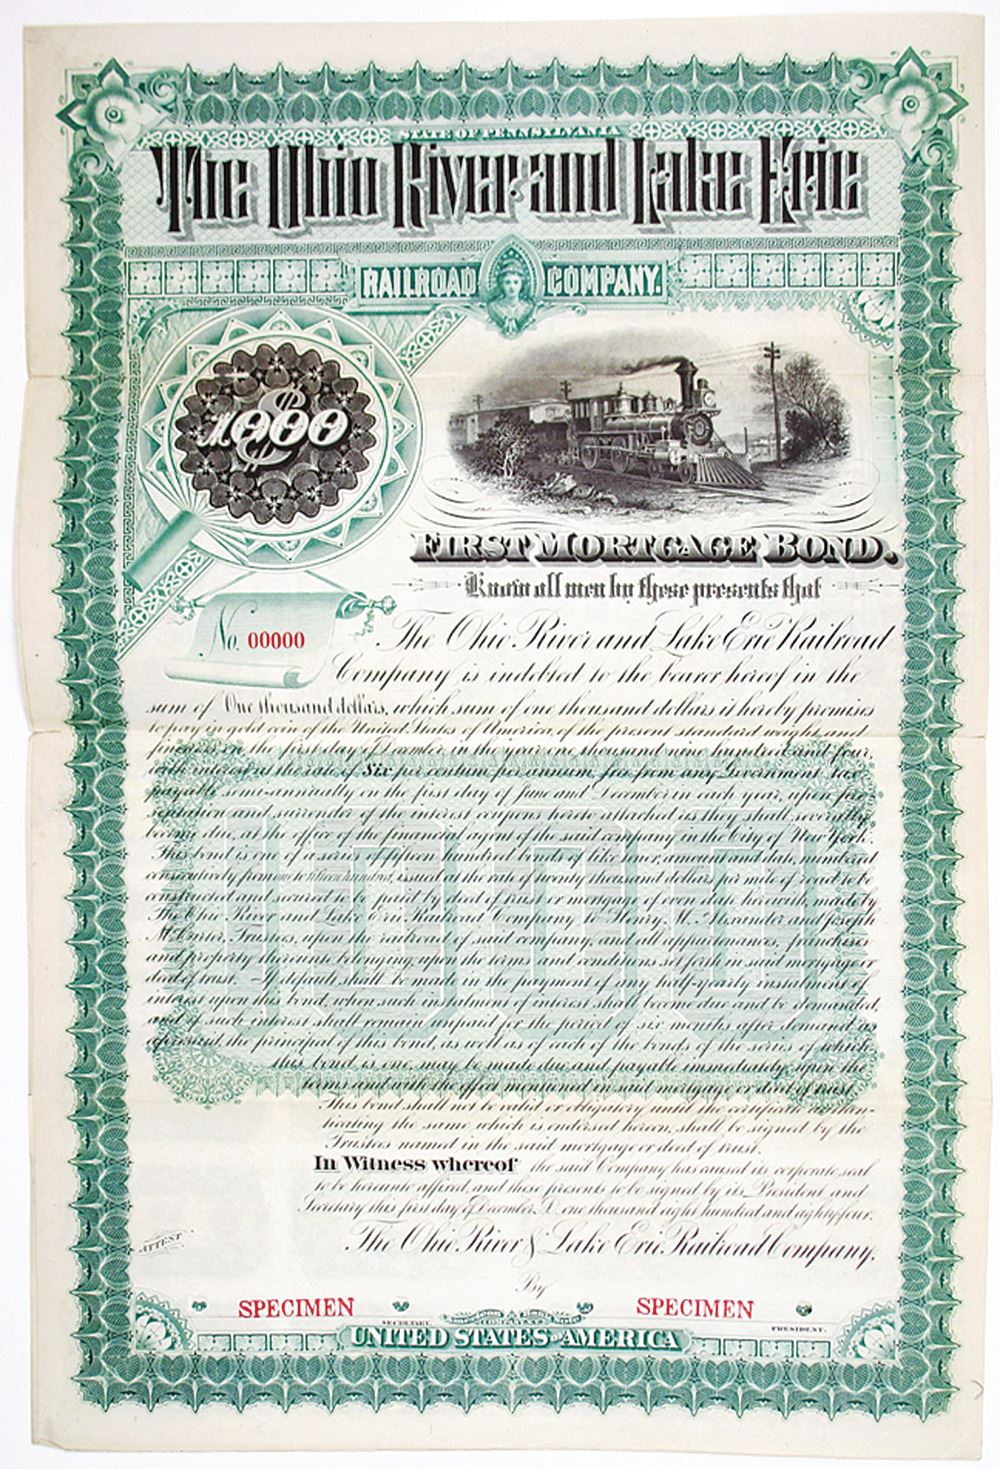 STATE OF PENNSYLVANIA
The Ohio River and Lake Erie
RAILROAD COMPANY.
$1000
FIRST MORTGAGE BOND.
Know all men by these presents that
No. 00000
The Ohio River and Lake Erie Railroad
Company is indebted to the bearer hereof in the
sum of One thousand dollars, which sum of one thousand dollars it hereby promises
to pay in gold coin of the United States of America, of the present standard weight and
fineness on the first day of December, in the year one thousand nine hundred and four,
with interest at the rate of Six per centum per annum, free from any Government tax
payable semi-annually on the first day of June and December in each year, upon pre-
sentation and surrender of the interest coupons hereto attached as they shall severally
become due, at the office of the financial agent of the said company in the City of New York.
This bond is one of a series of fifteen hundred bonds of like tenor, amount and date, numbered
consecutively from one to fifteen hundred, issued at the rate of twenty thousand dollars per mile of road to be
constructed and secured to be paid by deed of trust or mortgage of even date herewith, made by
The Ohio River and Lake Erie Railroad Company to Henry M. Alexander and Joseph
M. Trustees, upon the railroad of said company, and all appurtenances, franchises
and property thereunto belonging, upon the terms and conditions set forth in said mortgage or
deed of trust. If default shall be made in the payment of any half-yearly instalment of
interest upon this bond, when such instalment of interest shall become due and be demanded,
and if such interest shall remain unpaid for the period of six months after demand as
aforesaid, the principal of this bond, as well as of each of the bonds of the series of which
this bond is one, may be made due and payable immediately upon the
terms and with the effect mentioned in said mortgage or deed of trust.
This bond shall not be valid or obligatory until the certificate authen-
ticating the same which is endorsed hereon, shall be signed by the
Trustees named in the said mortgage or deed of trust.
In Witness whereof the said Company has caused its corporate seal
to be hereunto affixed, and these presents to be signed by its President and
Secretary this first day of December, A.D. one thousand eight hundred and eighty-four.
The Ohio River & Lake Erie Railroad Company,
ATTEST
By
SPECIMEN SPECIMEN
SECRETARY. PRESIDENT.
UNITED STATES OF AMERICA